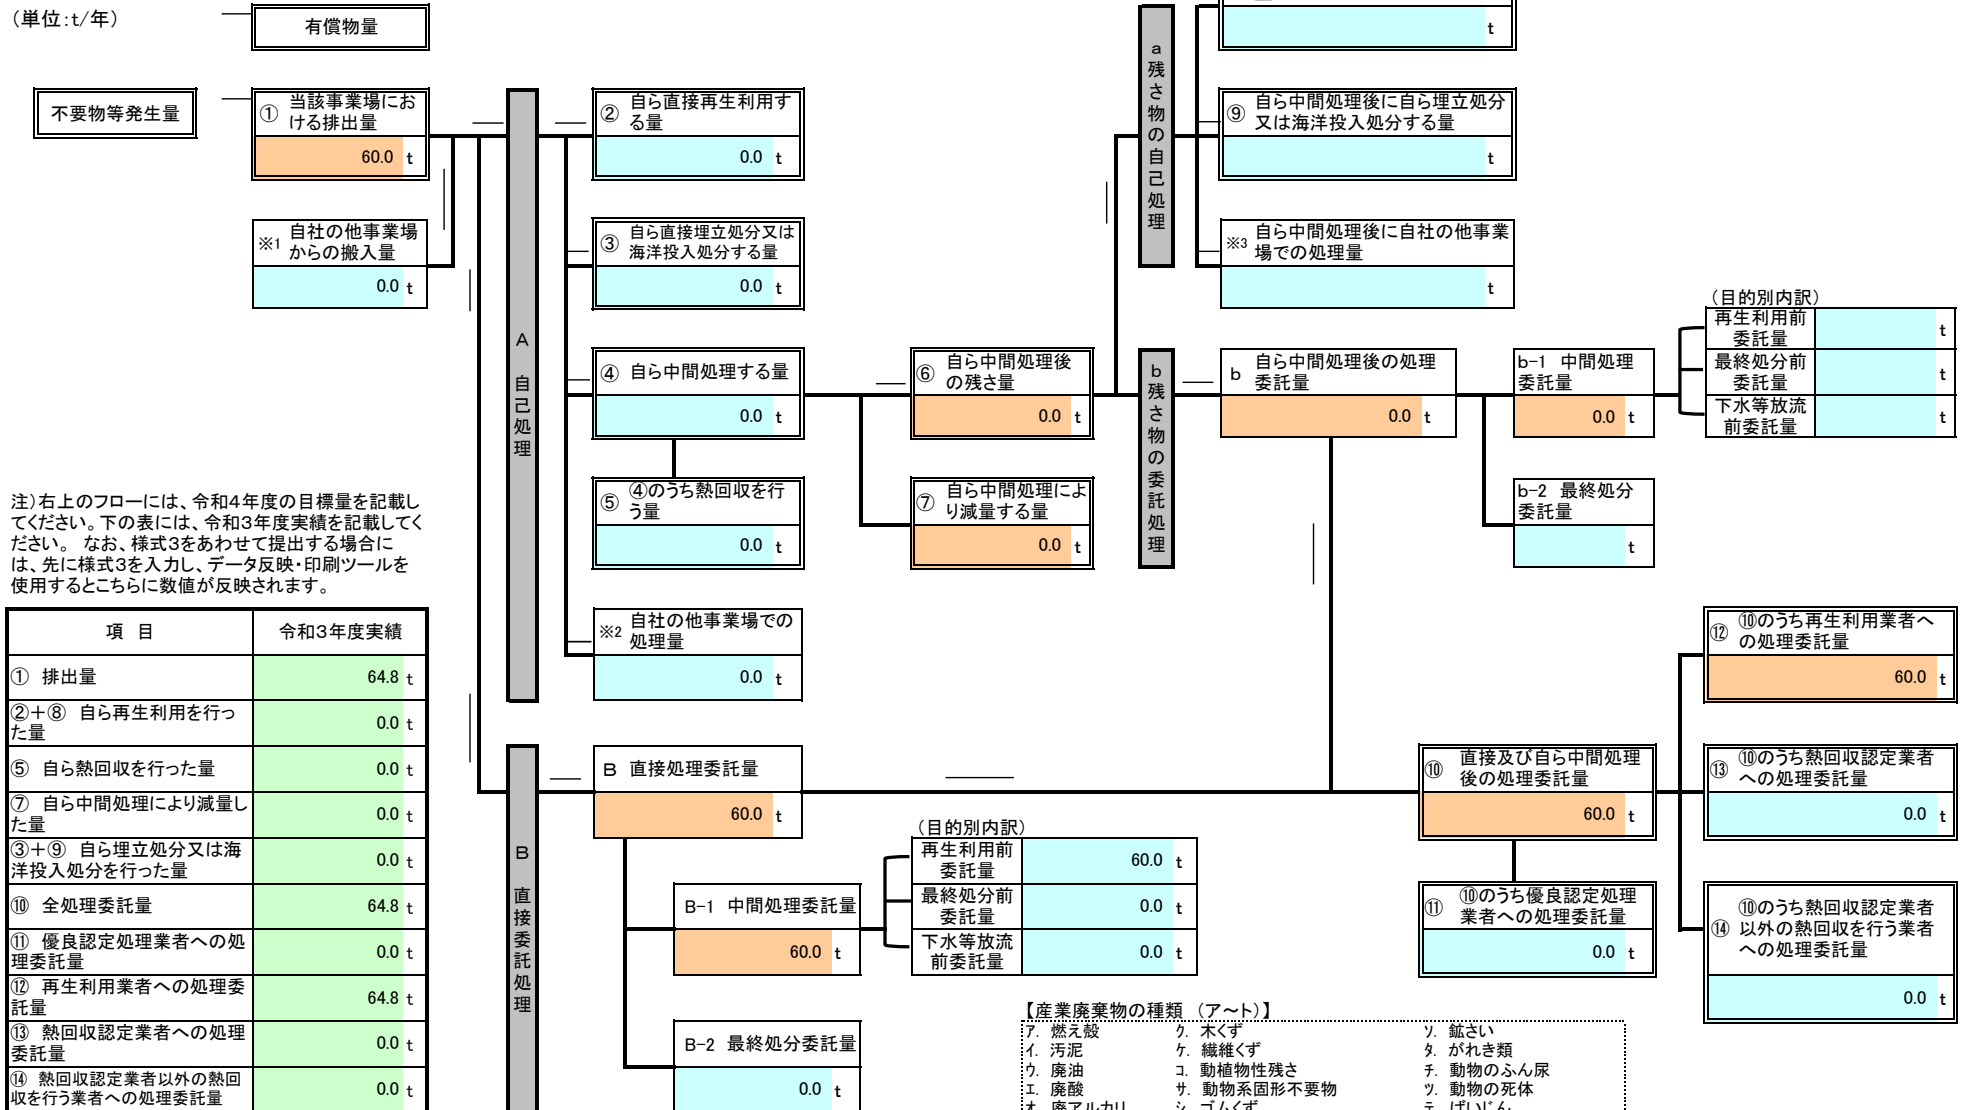 (単位:t/年)
有償物量
t
不要物等発生量
① 当該事業場にお
ける排出量
60.0 t
※1 自社の他事業場
からの搬入量
0.0 t
A 自己処理
② 自ら直接再生利用す
る量
0.0 t
③ 自ら直接埋立処分又は
海洋投入処分する量
0.0 t
④ 自ら中間処理する量
0.0 t
⑤ ④のうち熱回収を行
う量
0.0 t
※2 自社の他事業場での
処理量
0.0 t
⑥ 自ら中間処理後
の残さ量
0.0 t
⑦ 自ら中間処理によ
り減量する量
0.0 t
a 残さ物の自己処理
⑨ 自ら中間処理後に自ら埋立処分
又は海洋投入処分する量
t
※3 自ら中間処理後に自社の他事業
場での処理量
t
b 残さ物の委託処理
b 自ら中間処理後の処理
委託量
0.0 t
b-1 中間処理
委託量
0.0 t
b-2 最終処分
委託量
t
(目的別内訳)
再生利用前
委託量
t
最終処分前
委託量
t
下水等放流
前委託量
t
注)右上のフローには、令和4年度の目標量を記載し
てください。下の表には、令和3年度実績を記載してく
ださい。 なお、様式3をあわせて提出する場合に
は、先に様式3を入力し、データ反映・印刷ツールを
使用するとこちらに数値が反映されます。
項 目 令和3年度実績
① 排出量 64.8 t
②+⑧ 自ら再生利用を行っ
た量 0.0 t
⑤ 自ら熱回収を行った量 0.0 t
⑦ 自ら中間処理により減量し
た量 0.0 t
③+⑨ 自ら埋立処分又は海
洋投入処分を行った量 0.0 t
⑩ 全処理委託量 64.8 t
⑪ 優良認定処理業者への処
理委託量 0.0 t
⑫ 再生利用業者への処理委
託量 64.8 t
⑬ 熱回収認定業者への処理
委託量 0.0 t
⑭ 熱回収認定業者以外の熱回
収を行う業者への処理委託量 0.0 t
B 直接委託処理
B 直接処理委託量
60.0 t
B-1 中間処理委託量
60.0 t
B-2 最終処分委託量
0.0 t
(目的別内訳)
再生利用前
委託量
60.0 t
最終処分前
委託量
0.0 t
下水等放流
前委託量
0.0 t
⑩ 直接及び自ら中間処理
後の処理委託量
60.0 t
⑪ ⑩のうち優良認定処理
業者への処理委託量
0.0 t
⑫ ⑩のうち再生利用業者へ
の処理委託量
60.0 t
⑬ ⑩のうち熱回収認定業者
への処理委託量
0.0 t
⑭ ⑩のうち熱回収認定業者
以外の熱回収を行う業者
への処理委託量
0.0 t
【産業廃棄物の種類 (ア~ト)】
ア. 燃え殻 ク. 木くず ソ. 鉱さい
イ. 汚泥 ケ. 繊維くず タ. がれき類
ウ. 廃油 コ. 動植物性残さ チ. 動物のふん尿
エ. 廃酸 サ. 動物系固形不要物 ツ. 動物の死体
オ. 廃アルカリ シ. ゴムくず テ. ばいじん